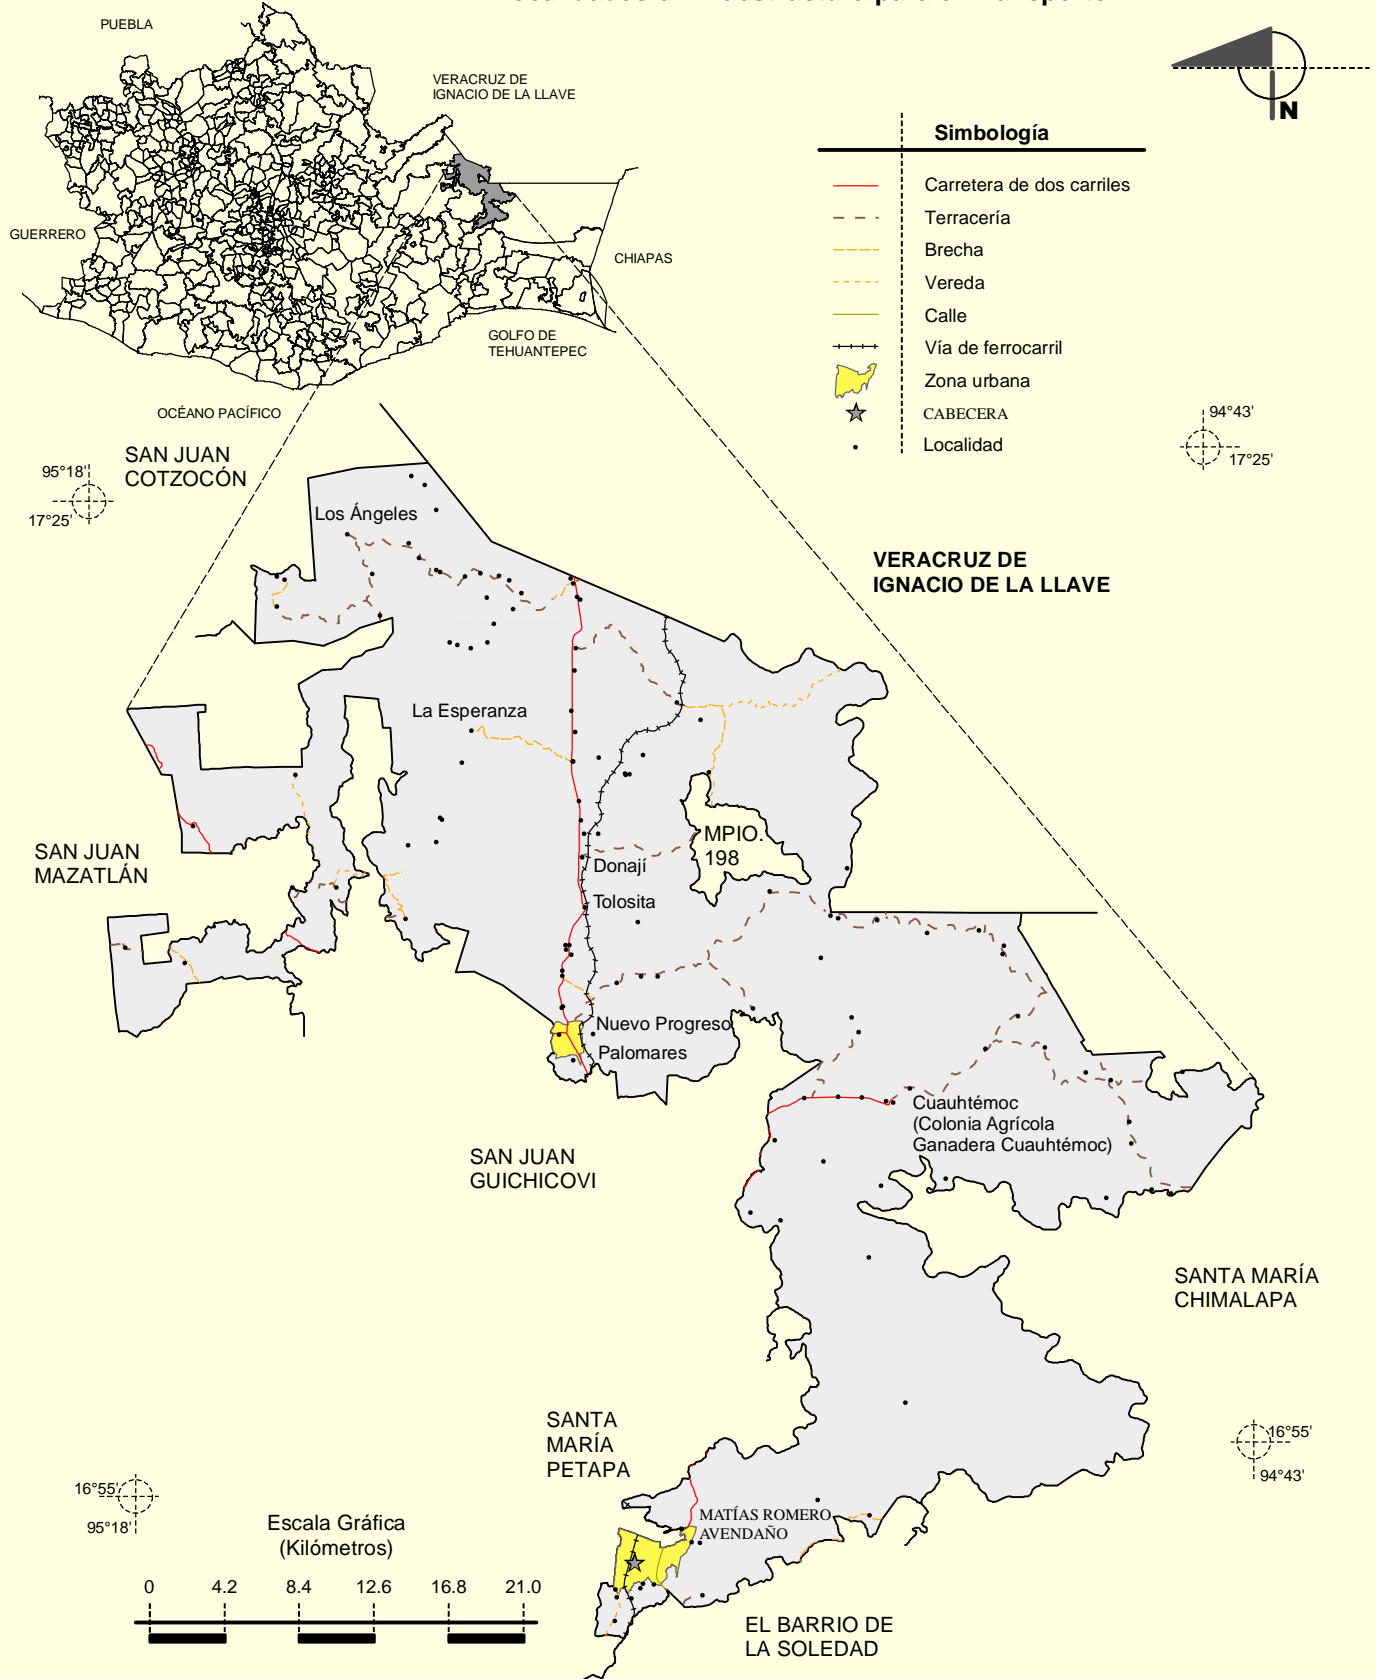 PUEBLA
VERACRUZ DE
IGNACIO DE LA LLAVE
GUERRERO
CHIAPAS
GOLFO DE
TEHUANTEPEC
OCÉANO PACÍFICO
N
Simbología
Carretera de dos carriles
Terracería
Brecha
Vereda
Calle
Vía de ferrocarril
Zona urbana
CABECERA
Localidad
94°43'
17°25'
95°18'
17°25'
SAN JUAN
COTZOCÓN
Los Ángeles
VERACRUZ DE
IGNACIO DE LA LLAVE
La Esperanza
MPIO.
198
SAN JUAN
MAZATLÁN
Donají
Tolosita
Nuevo Progreso
Palomares
Cuauhtémoc
(Colonia Agrícola
Ganadera Cuauhtémoc)
SAN JUAN
GUICHICOVI
SANTA MARÍA
CHIMALAPA
SANTA
MARÍA
PETAPA
16°55'
94°43'
16°55'
95°18'
MATÍAS ROMERO
AVENDAÑO
Escala Gráfica
(Kilómetros)
0 4.2 8.4 12.6 16.8 21.0
EL BARRIO DE
LA SOLEDAD